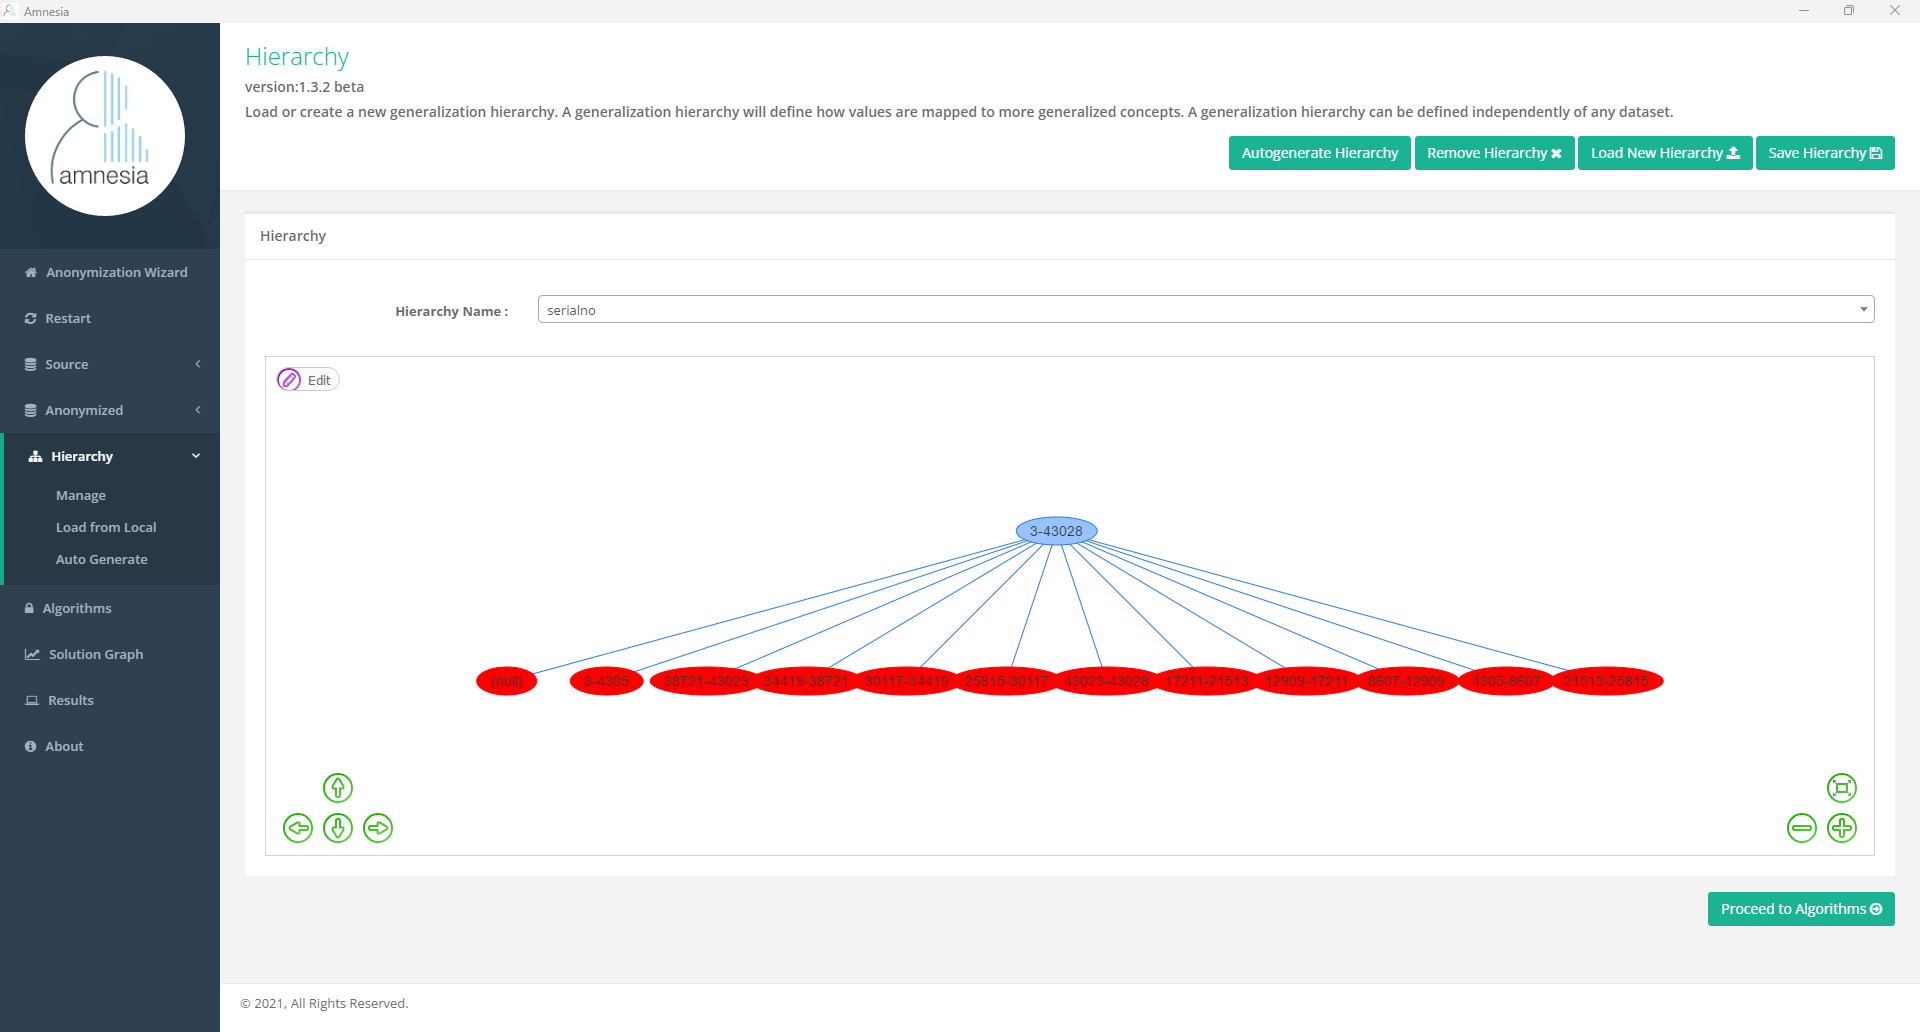 Amnesia
amnesia
Anonymization Wizard
Restart
Source
Anonymized
Hierarchy
Manage
Load from Local
Auto Generate
Algorithms
Solution Graph
Results
About
Hierarchy
version:1.3.2 beta
Load or create a new generalization hierarchy. A generalization hierarchy will define how values are mapped to more generalized concepts. A generalization hierarchy can be defined independently of any dataset.
Autogenerate Hierarchy Remove Hierarchy Load New Hierarchy Save Hierarchy
Hierarchy
Hierarchy Name : serialno
Edit
3-43028
(null) 3-4305 38721-43023 34419-38721 30117-34419 25815-30117 43023-43028 17211-21513 12909-17211 8607-12909 4305-8607 21513-25815
Proceed to Algorithms
© 2021, All Rights Reserved.